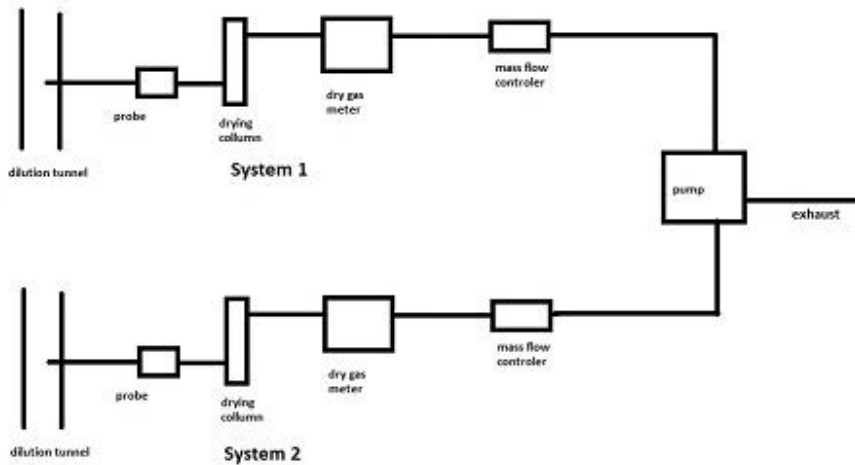 mass flow
controler
dry gas
meter
probe
drying
collumn
dilution tunnel
System 1
pump
exhaust
mass flow
controler
dry gas
meter
probe
drying
collumn
dilution tunnel
System 2